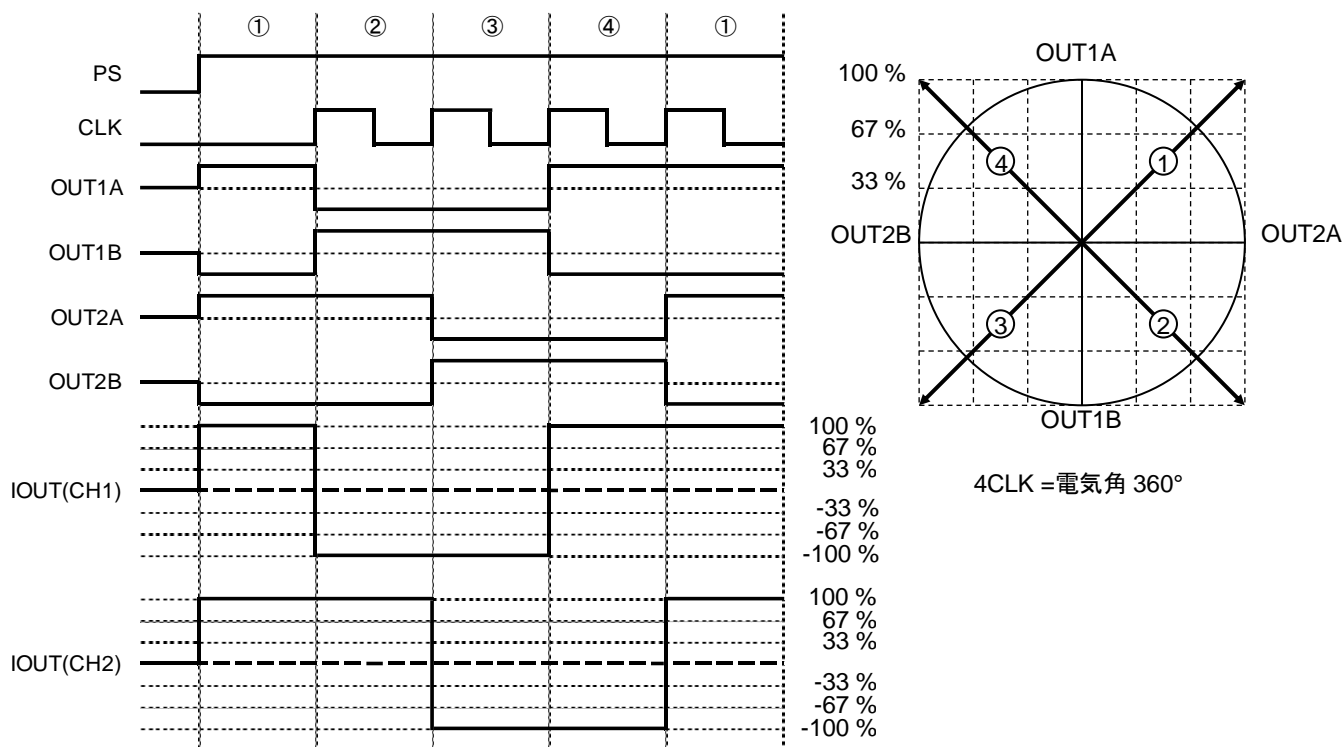 ① ② ③ ④ ①
PS
CLK
OUT1A
OUT1B
OUT2A
OUT2B
IOUT(CH1)
100 %
67 %
33 %
-33 %
-67 %
-100 %
IOUT(CH2)
100 %
67 %
33 %
-33 %
-67 %
-100 %
OUT1A
100 %
67 %
33 %
④ ①
OUT2B
OUT2A
③ ②
OUT1B
4CLK =電気角 360°